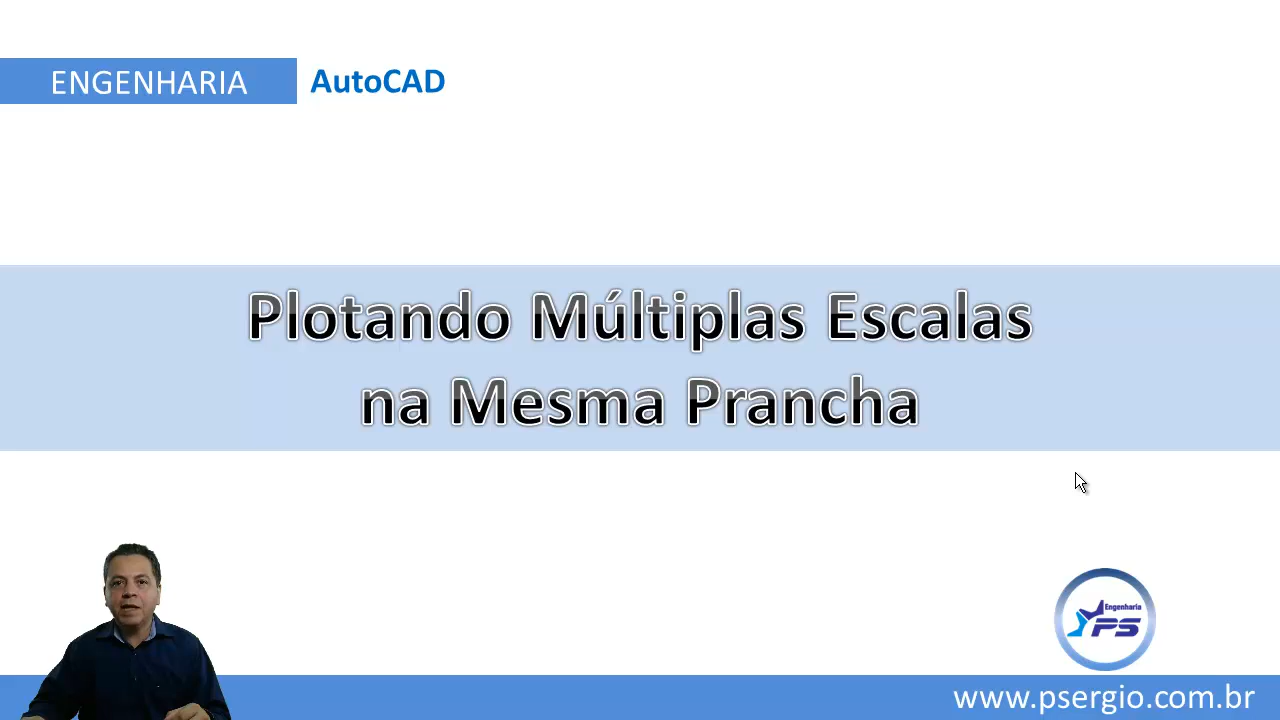 ENGENHARIA
AutoCAD
Plotando Múltiplas Escalas
na Mesma Prancha
Engenharia
PS
www.psergio.com.br